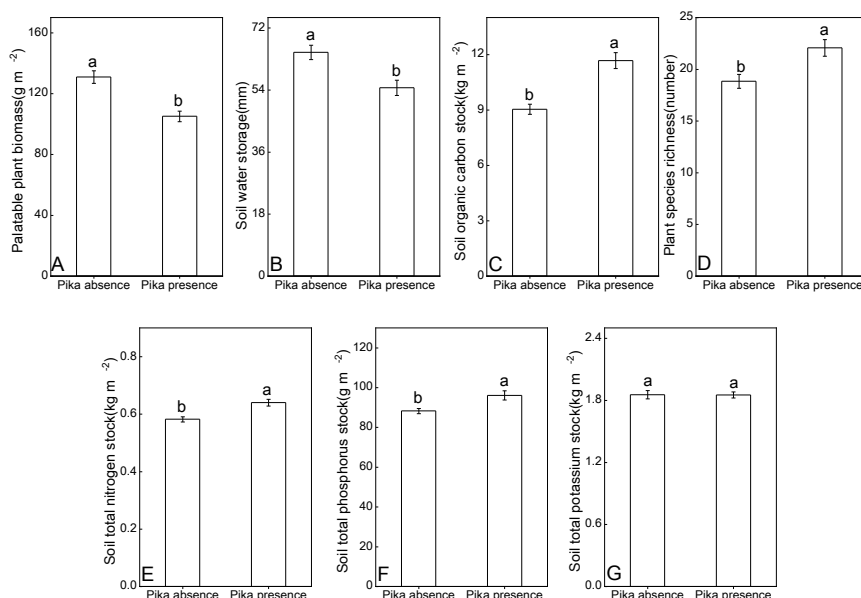 Palatable plant biomass(g m -2)
160
120
80
40
0
a
b
A
Pika absence Pika presence
Soil water storage(mm)
72
54
36
18
0
a
b
B
Pika absence Pika presence
Soil organic carbon stock(kg m -2)
12
9
6
3
0
b
a
C
Pika absence Pika presence
Plant species richness(number)
25
20
15
10
5
0
b
a
D
Pika absence Pika presence
Soil total nitrogen stock(kg m -2)
0.8
0.6
0.4
0.2
0.0
b
a
E
Pika absence Pika presence
Soil total phosphorus stock(g m -2)
120
100
80
60
40
20
0
b
a
F
Pika absence Pika presence
Soil total potassium stock(kg m -2)
2.4
1.8
1.2
0.6
0.0
a
a
G
Pika absence Pika presence